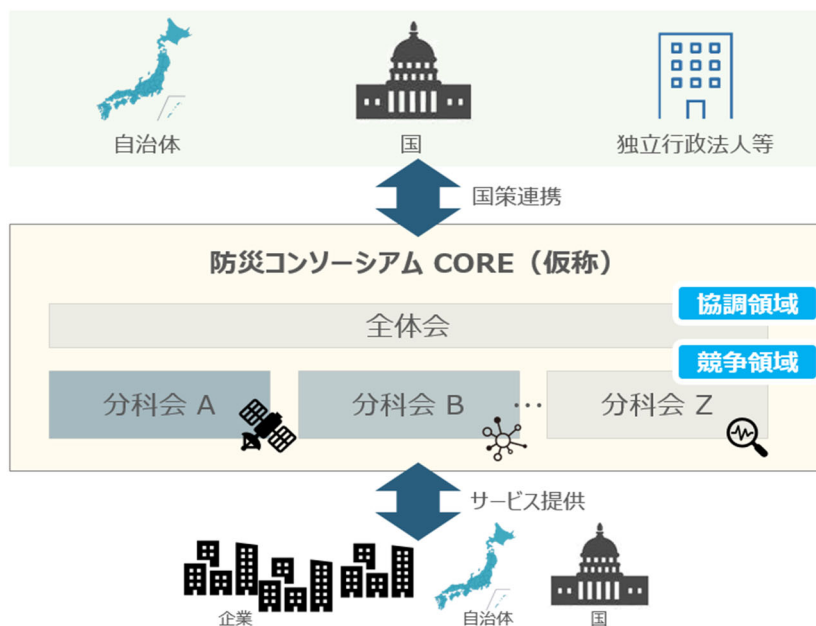 自治体
国
独立行政法人等
国策連携
防災コンソーシアム CORE（仮称）
協調領域
全体会
競争領域
分科会 A
分科会 B
…
分科会 Z
サービス提供
企業
自治体
国